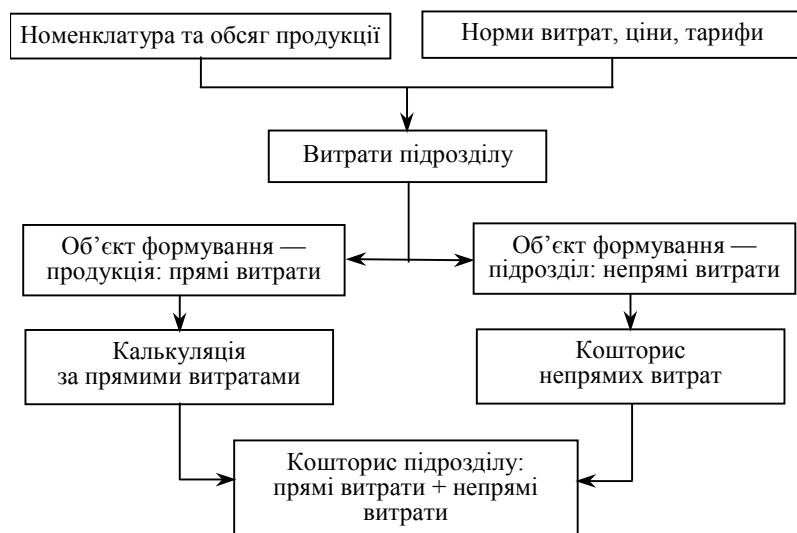 Номенклатура та обсяг продукції
Норми витрат, ціни, тарифи
Витрати підрозділу
Об’єкт формування —
продукція: прямі витрати
Об’єкт формування —
підрозділ: непрямі витрати
Калькуляція
за прямими витратами
Кошторис
непрямих витрат
Кошторис підрозділу:
прямі витрати + непрямі
витрати